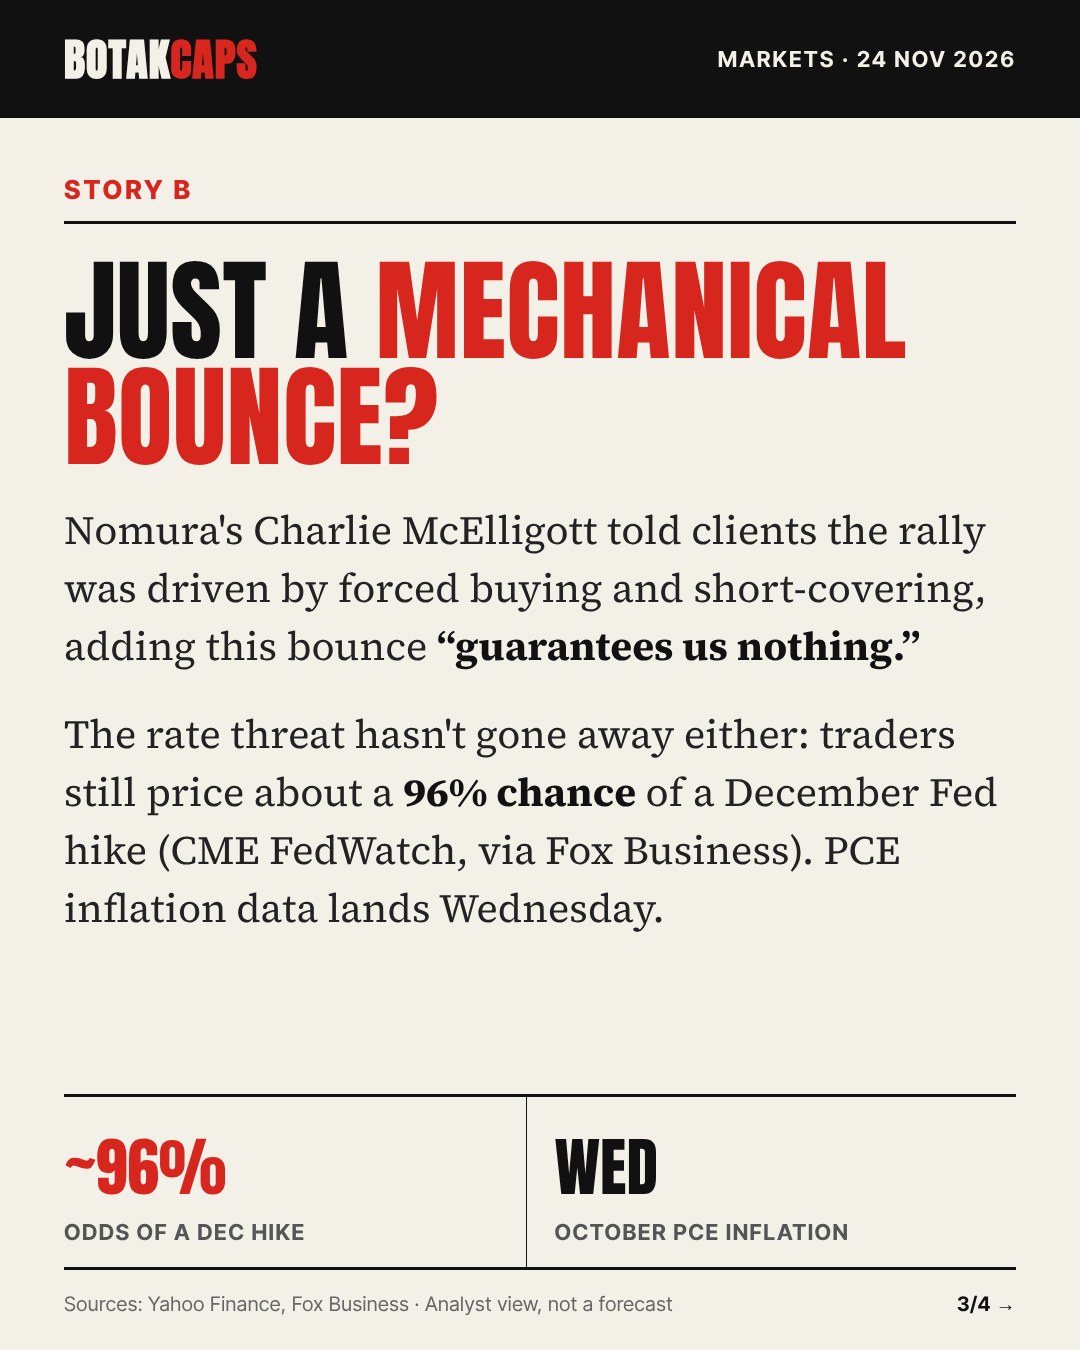 BOTAKCAPS
MARKETS · 24 NOV 2026
STORY B
JUST A MECHANICAL
BOUNCE?
Nomura's Charlie McElligott told clients the rally
was driven by forced buying and short-covering,
adding this bounce “guarantees us nothing.”
The rate threat hasn't gone away either: traders
still price about a 96% chance of a December Fed
hike (CME FedWatch, via Fox Business). PCE
inflation data lands Wednesday.
~96%
ODDS OF A DEC HIKE
WED
OCTOBER PCE INFLATION
Sources: Yahoo Finance, Fox Business · Analyst view, not a forecast
3/4 →